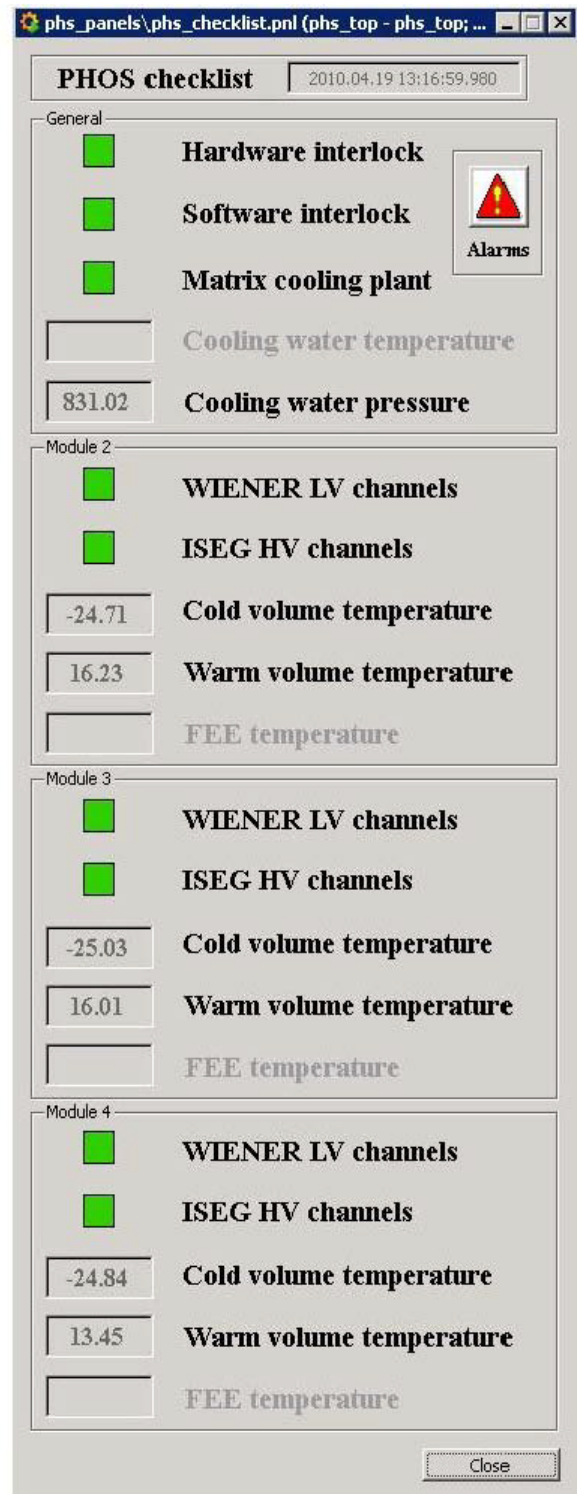 phs_panels\phs_checklist.pnl (phs_top - phs_top; ...
PHOS checklist 2010.04.19 13:16:59.980
General
Hardware interlock
Software interlock
Alarms
Matrix cooling plant
Cooling water temperature
831.02 Cooling water pressure
Module 2
WIENER LV channels
ISEG HV channels
-24.71 Cold volume temperature
16.23 Warm volume temperature
FEE temperature
Module 3
WIENER LV channels
ISEG HV channels
-25.03 Cold volume temperature
16.01 Warm volume temperature
FEE temperature
Module 4
WIENER LV channels
ISEG HV channels
-24.84 Cold volume temperature
13.45 Warm volume temperature
FEE temperature
Close